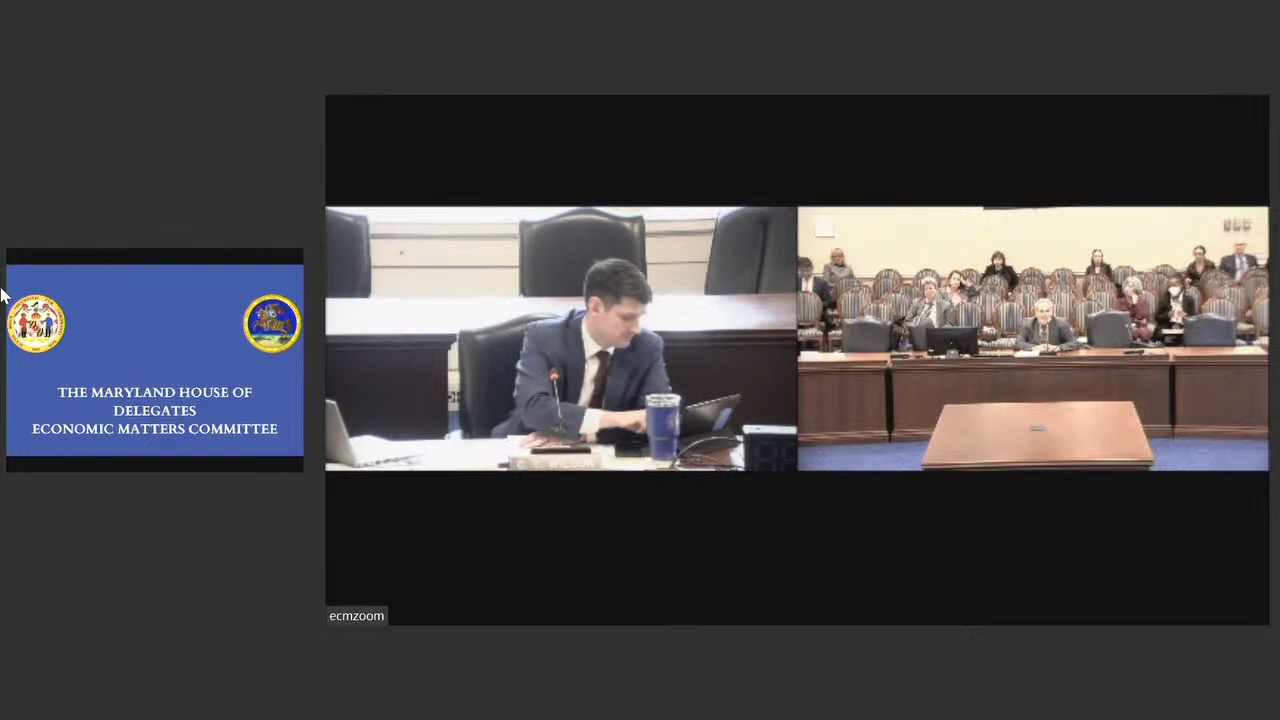 THE MARYLAND HOUSE OF
DELEGATES
ECONOMIC MATTERS COMMITTEE
ecmzoom